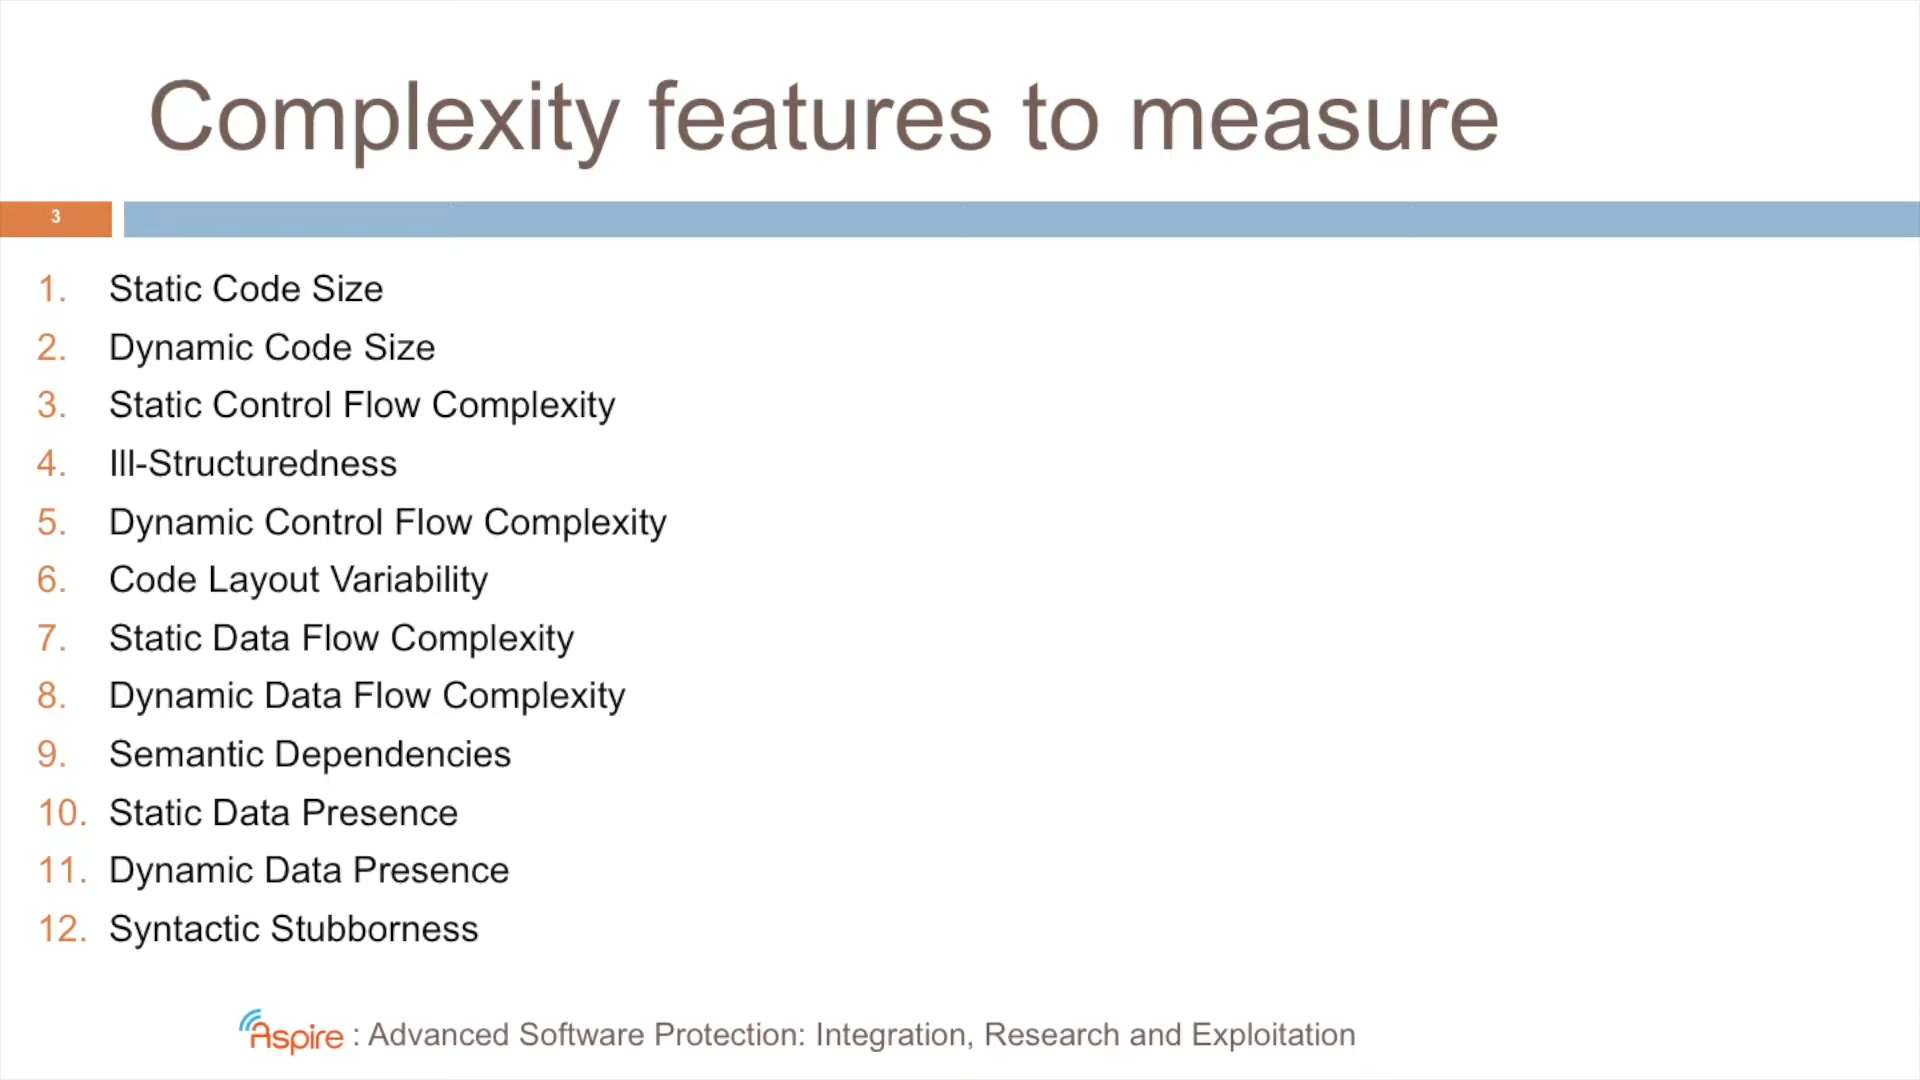 Complexity features to measure
3
1. Static Code Size
2. Dynamic Code Size
3. Static Control Flow Complexity
4. Ill-Structuredness
5. Dynamic Control Flow Complexity
6. Code Layout Variability
7. Static Data Flow Complexity
8. Dynamic Data Flow Complexity
9. Semantic Dependencies
10. Static Data Presence
11. Dynamic Data Presence
12. Syntactic Stubborness
Aspire : Advanced Software Protection: Integration, Research and Exploitation